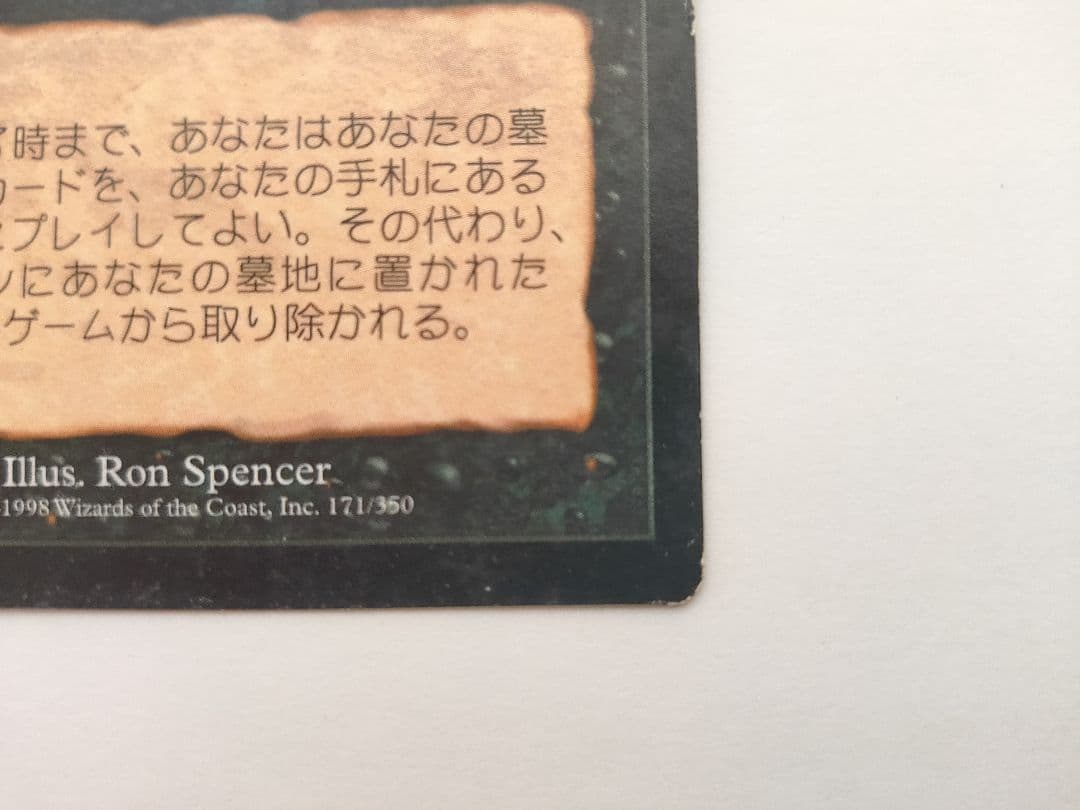 了時まで、あなたはあなたの墓
カードを、あなたの手札にある
プレイしてよい。その代わり、
ンにあなたの墓地に置かれた
ゲームから取り除かれる。
Illus. Ron Spencer
1998 Wizards of the Coast, Inc. 171/350